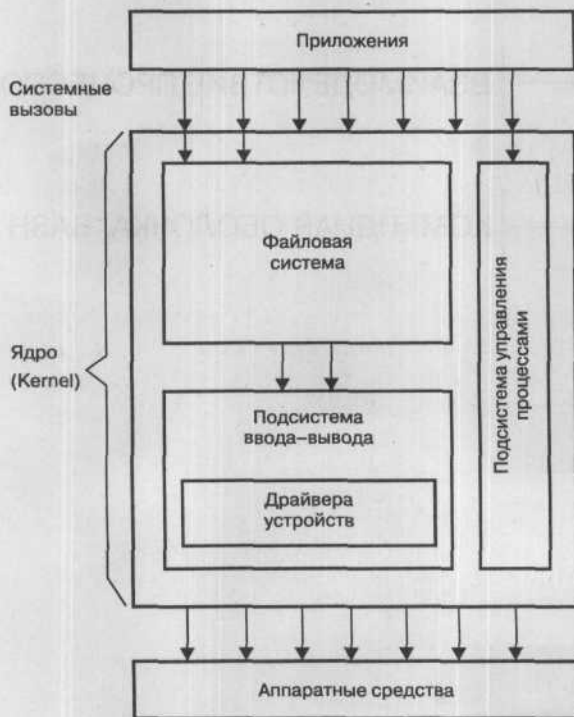 Приложения
Системные
вызовы
Файловая
система
Подсистема управления
процессами
Ядро
(Kernel)
Подсистема
ввода–вывода
Драйвера
устройств
Аппаратные средства